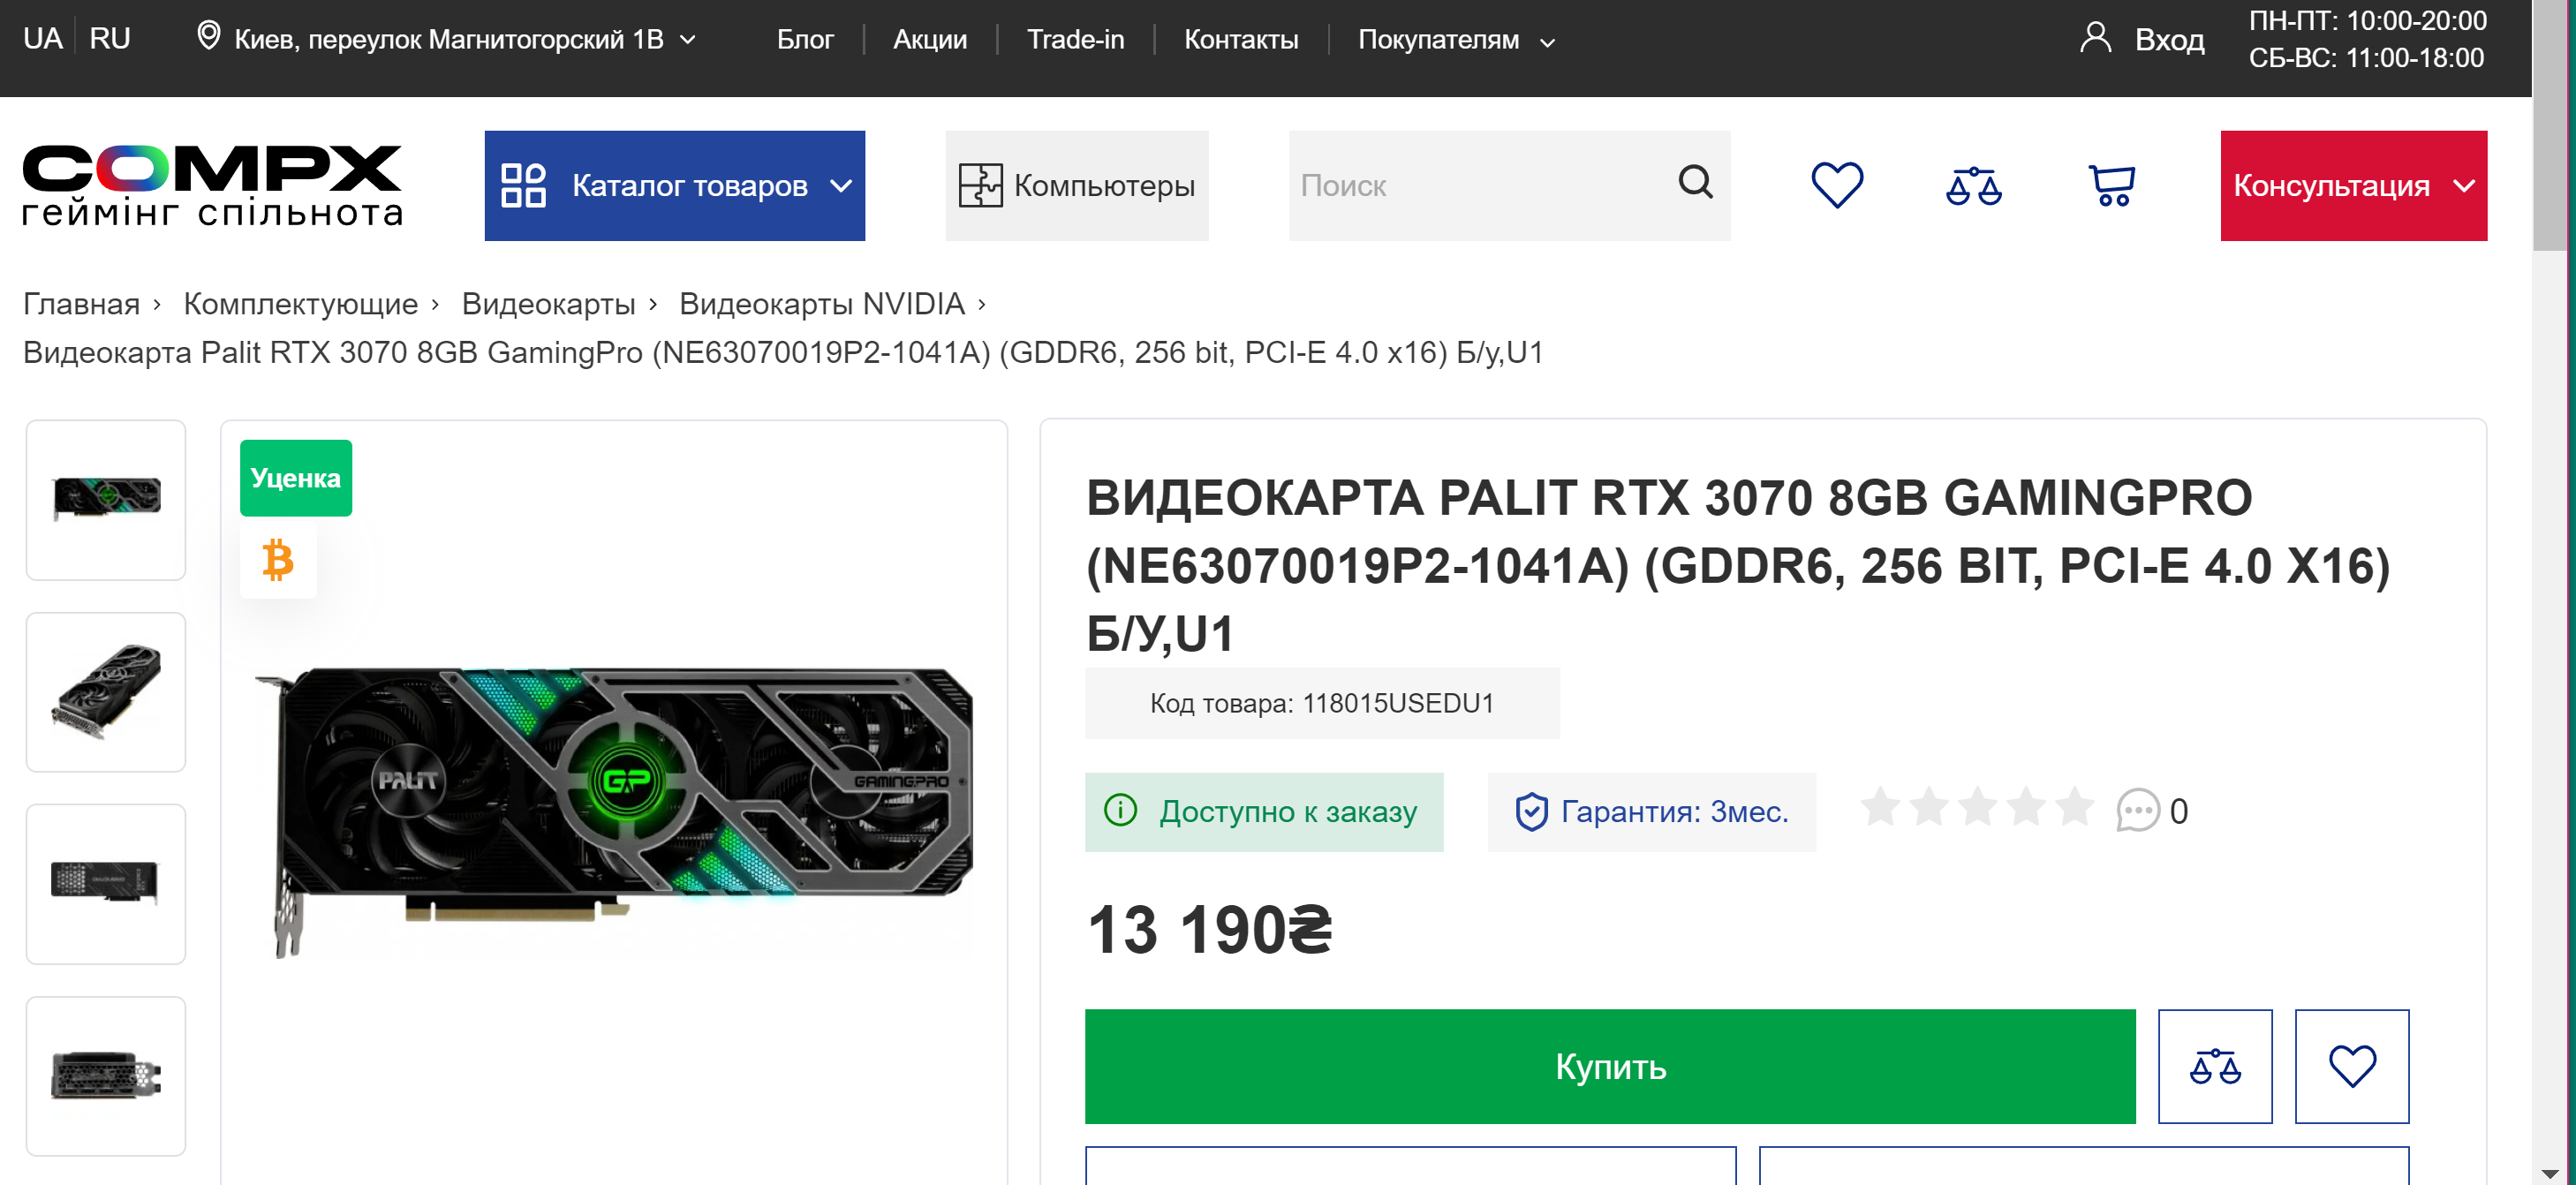 UA RU
Киев, переулок Магнитогорский 1В
Блог
Акции
Trade-in
Контакты
Покупателям
Вход
ПН-ПТ: 10:00-20:00
СБ-ВС: 11:00-18:00
COMPX
геймінг спільнота
Каталог товаров
Компьютеры
Поиск
Консультация
Главная › Комплектующие › Видеокарты › Видеокарты NVIDIA ›
Видеокарта Palit RTX 3070 8GB GamingPro (NE63070019P2-1041A) (GDDR6, 256 bit, PCI-E 4.0 x16) Б/у,U1
Уценка
PALIT
GP
GAMINGPRO
ВИДЕОКАРТА PALIT RTX 3070 8GB GAMINGPRO
(NE63070019P2-1041A) (GDDR6, 256 BIT, PCI-E 4.0 X16)
Б/У,U1
Код товара: 118015USEDU1
Доступно к заказу
Гарантия: 3мес.
0
13 190₴
Купить